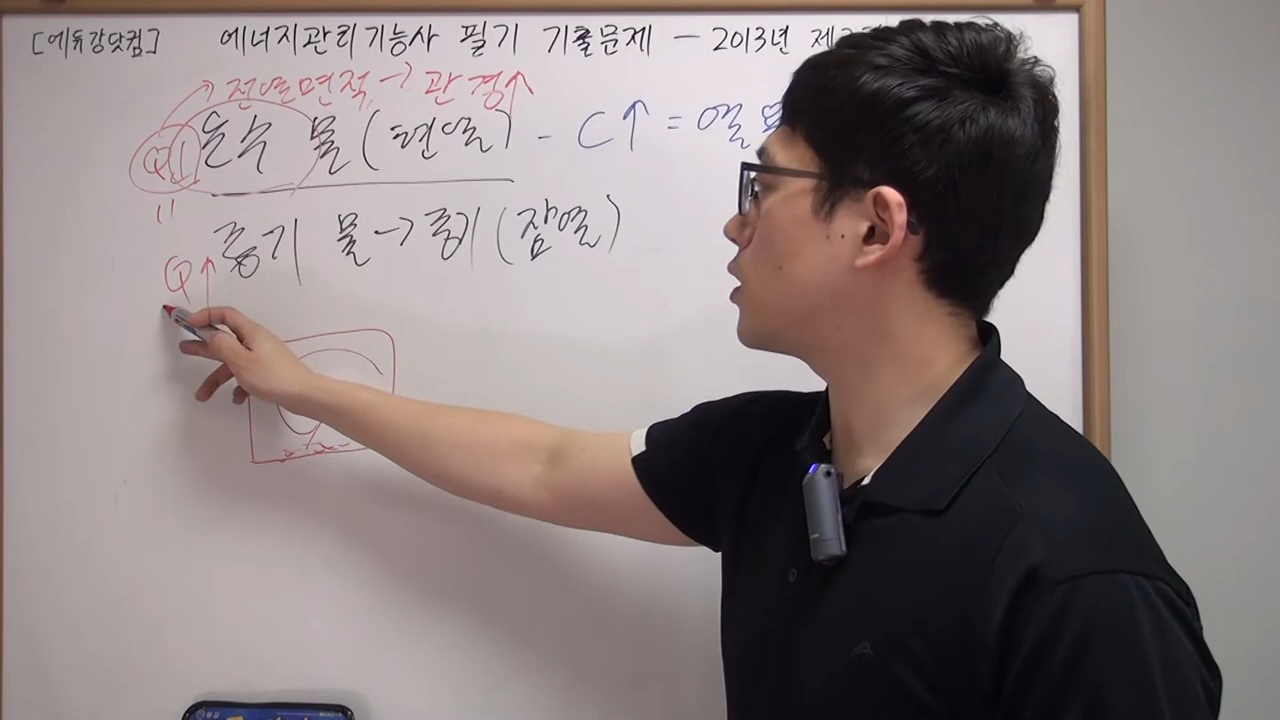 [에듀강닷컴] 에너지관리기능사 필기 기출문제 - 2013년 제
→ 전열면적 → 관경↑
Q↓ 온수 물(현열) - C↑ = 열
"
증기 물→증기(잠열)
Q↑